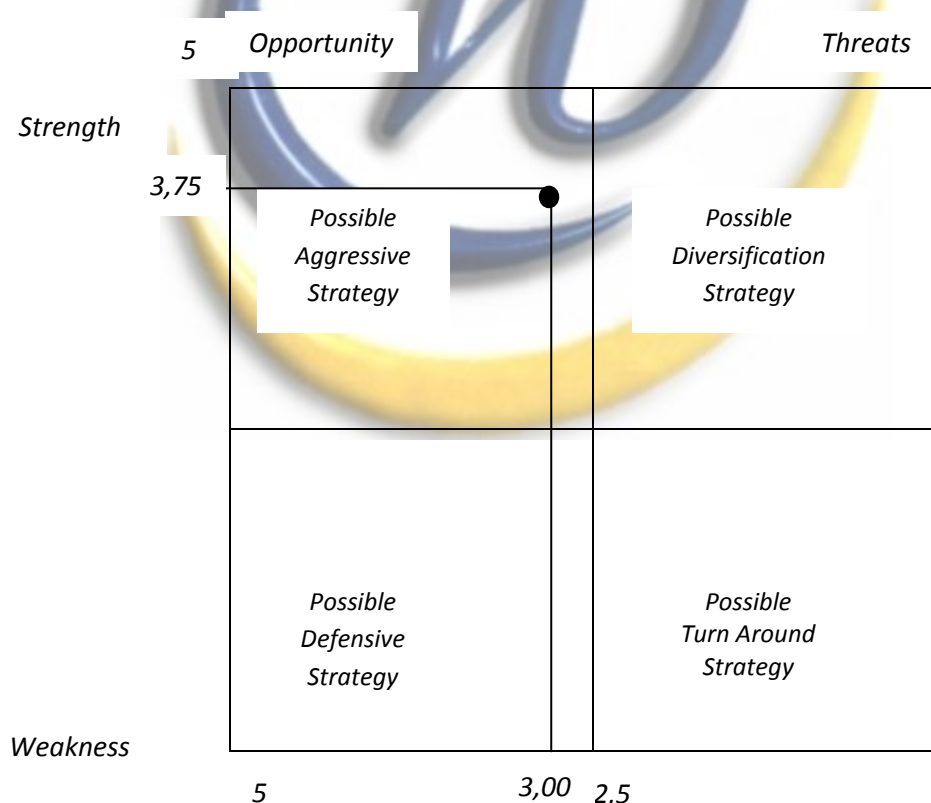 5 Opportunity Threats
Strength
3,75
Possible
Aggressive
Strategy
Possible
Diversification
Strategy
Possible
Defensive
Strategy
Possible
Turn Around
Strategy
Weakness
5 3,00 2.5